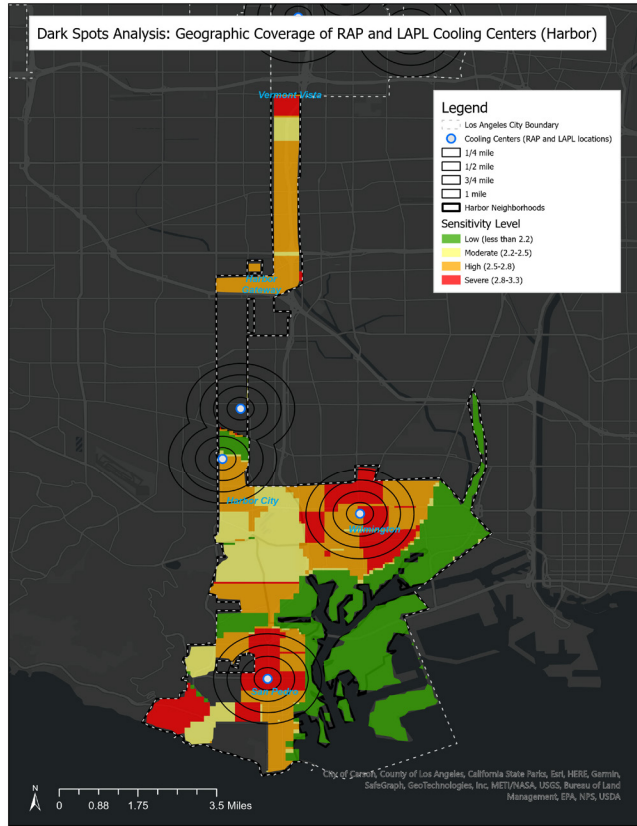 Dark Spots Analysis: Geographic Coverage of RAP and LAPL Cooling Centers (Harbor)
Vermont Vista
Legend
Los Angeles City Boundary
Cooling Centers (RAP and LAPL locations)
1/4 mile
1/2 mile
3/4 mile
1 mile
Harbor Neighborhoods
Sensitivity Level
Low (less than 2.2)
Moderate (2.2-2.5)
High (2.5-2.8)
Severe (2.8-3.3)
Gateway
Harbor City
Wilmington
San Pedro
City of Carson, County of Los Angeles, California State Parks, Esri, HERE, Garmin,
SafeGraph, GeoTechnologies, Inc, METI/NASA, USGS, Bureau of Land
Management, EPA, NPS, USDA
N
0 0.88 1.75 3.5 Miles